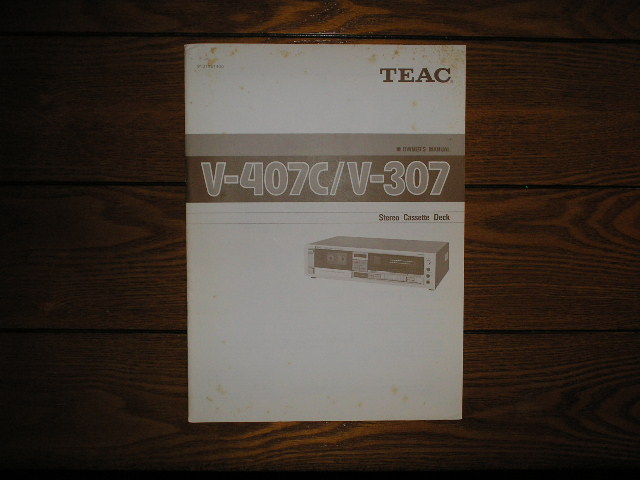 TEAC
OWNER'S MANUAL
V-407C/V-307
Stereo Cassette Deck